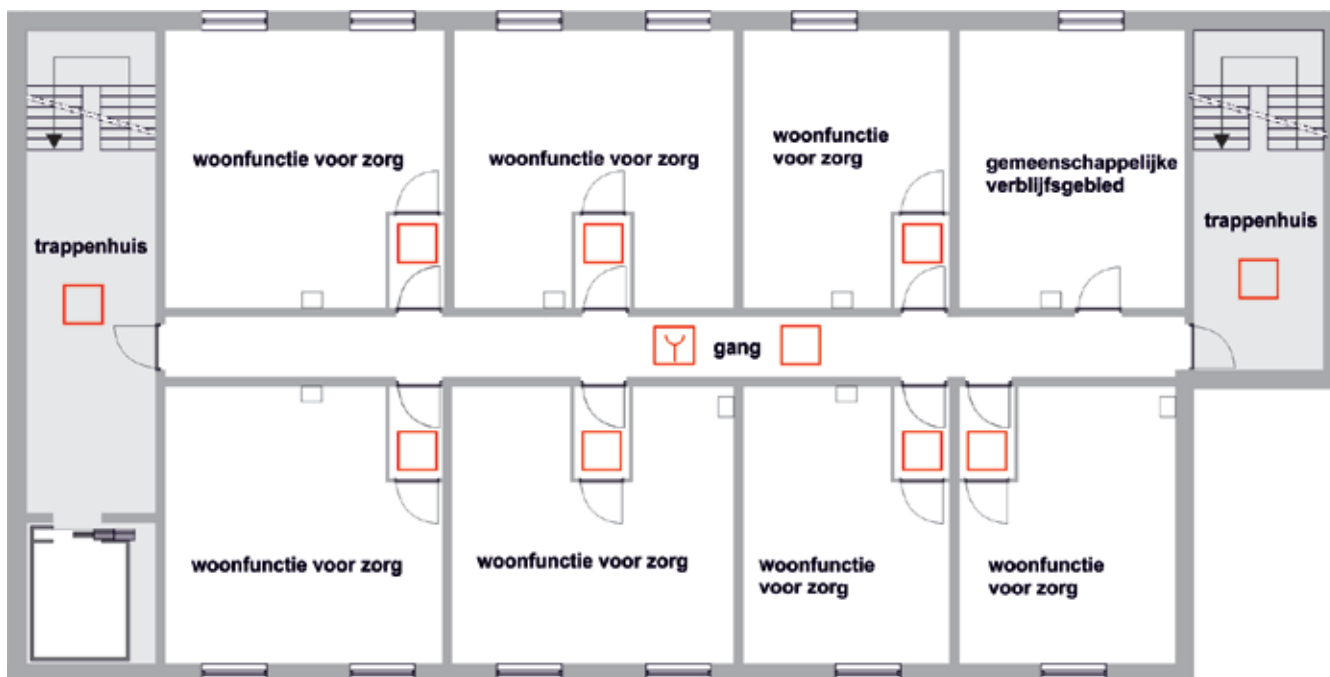 woonfunctie voor zorg
woonfunctie voor zorg
woonfunctie
voor zorg
gemeenschappelijke
verblijfsgebied
trappenhuis
trappenhuis
gang
woonfunctie voor zorg
woonfunctie voor zorg
woonfunctie
voor zorg
woonfunctie
voor zorg